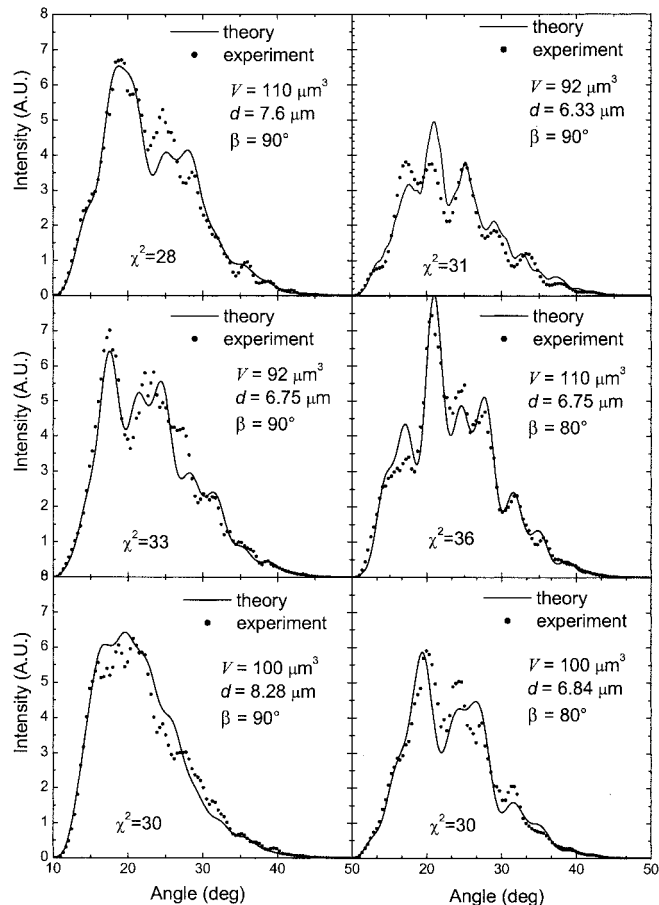 8
7
6
5
4
3
2
1
0
Intensity (A.U.)
theory
experiment
V = 110 μm³
d = 7.6 μm
β = 90°
χ²=28
theory
experiment
V = 92 μm³
d = 6.33 μm
β = 90°
χ²=31
6
5
4
3
2
1
8
Intensity (A.U.)
theory
experiment
V = 92 μm³
d = 6.75 μm
β = 90°
χ²=33
theory
experiment
V = 110 μm³
d = 6.75 μm
β = 80°
χ²=36
7
6
5
4
3
2
1
0
Intensity (A.U.)
theory
experiment
V = 100 μm³
d = 8.28 μm
β = 90°
χ²=30
theory
experiment
V = 100 μm³
d = 6.84 μm
β = 80°
χ²=30
10 20 30 40 50 20 30 40 50
Angle (deg) Angle (deg)